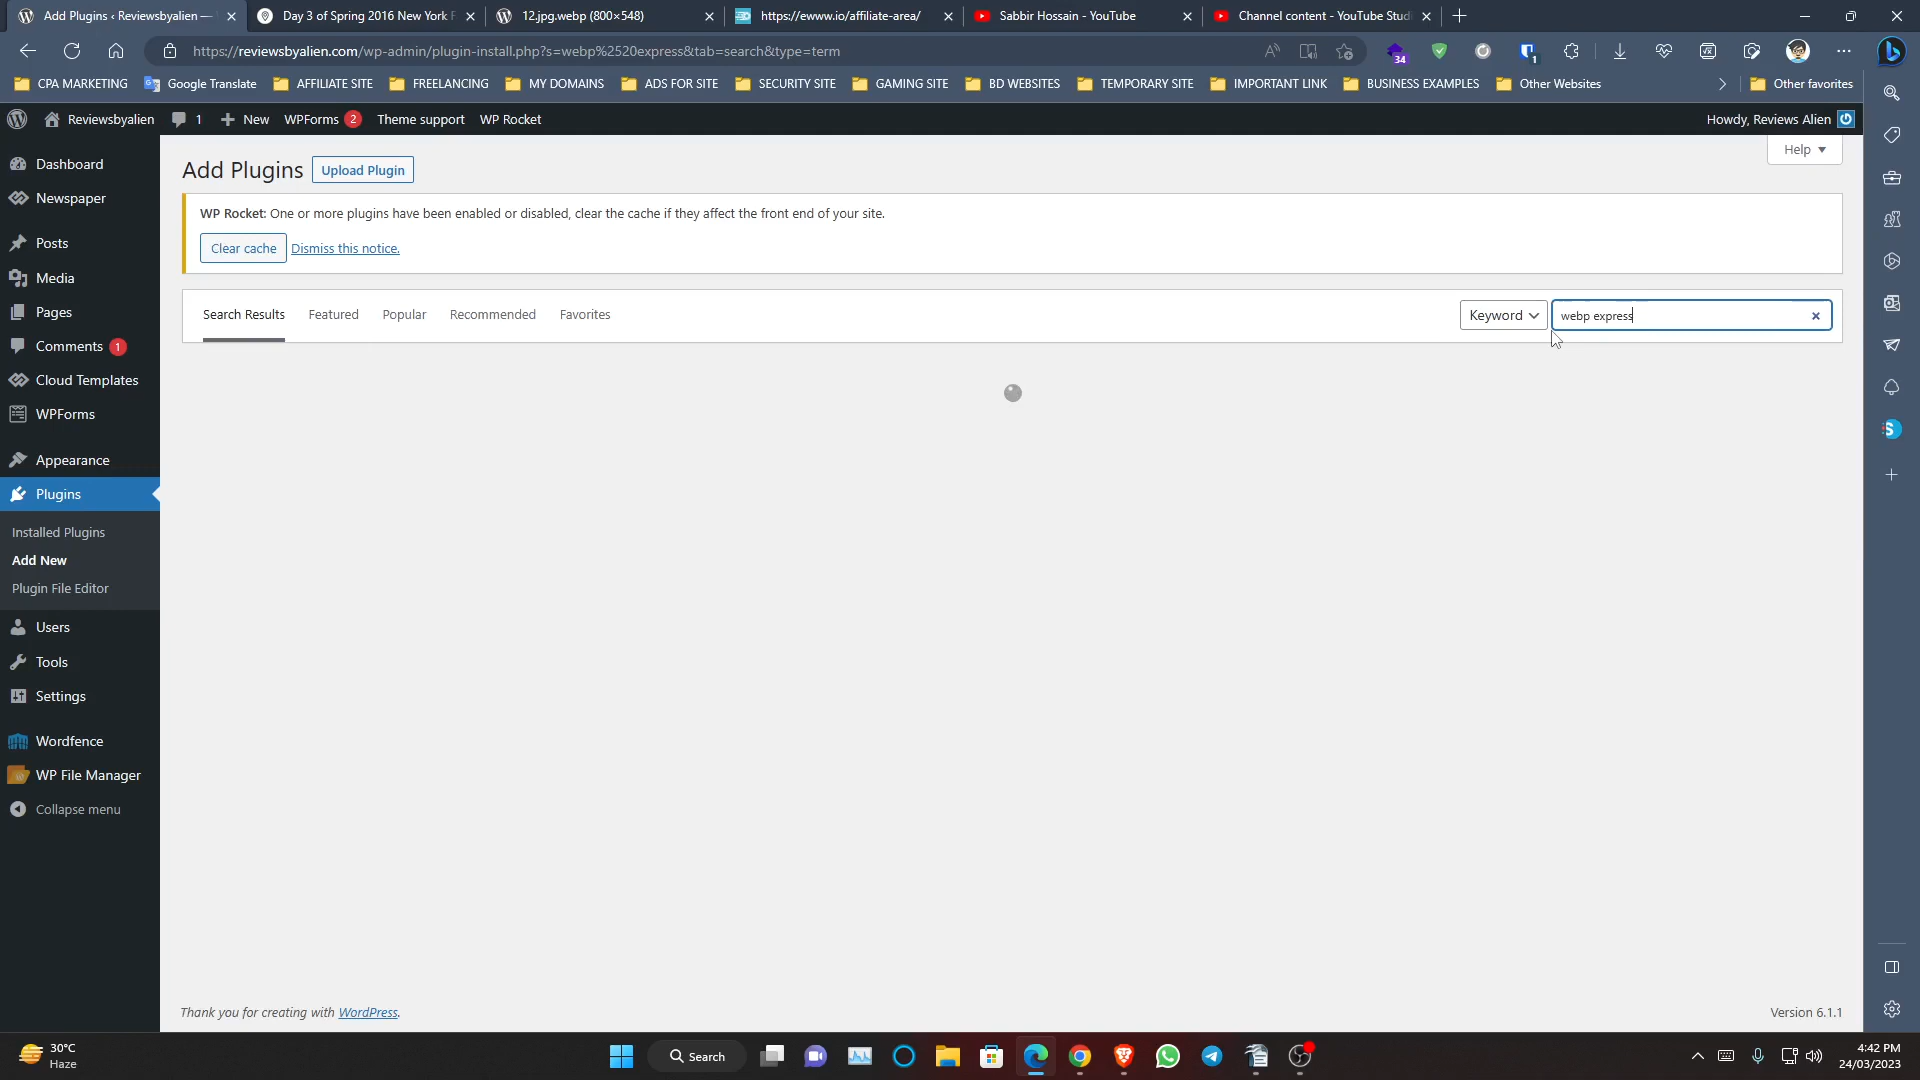 Add Plugins ‹ Reviewsbyalien —
Day 3 of Spring 2016 New York F
12.jpg.webp (800×548)
https://ewww.io/affiliate-area/
Sabbir Hossain - YouTube
Channel content - YouTube Stud
https://reviewsbyalien.com/wp-admin/plugin-install.php?s=webp%2520express&tab=search&type=term
34
1
CPA MARKETING
Google Translate
AFFILIATE SITE
FREELANCING
MY DOMAINS
ADS FOR SITE
SECURITY SITE
GAMING SITE
BD WEBSITES
TEMPORARY SITE
IMPORTANT LINK
BUSINESS EXAMPLES
Other Websites
Other favorites
Reviewsbyalien
1
New
WPForms 2
Theme support
WP Rocket
Howdy, Reviews Alien
Dashboard
Newspaper
Posts
Media
Pages
Comments 1
Cloud Templates
WPForms
Appearance
Plugins
Installed Plugins
Add New
Plugin File Editor
Users
Tools
Settings
Wordfence
WP File Manager
Collapse menu
Help
Add Plugins
Upload Plugin
WP Rocket: One or more plugins have been enabled or disabled, clear the cache if they affect the front end of your site.
Clear cache
Dismiss this notice.
Search Results
Featured
Popular
Recommended
Favorites
Keyword
webp express
Thank you for creating with WordPress.
Version 6.1.1
30°C
Haze
Search
4:42 PM
24/03/2023